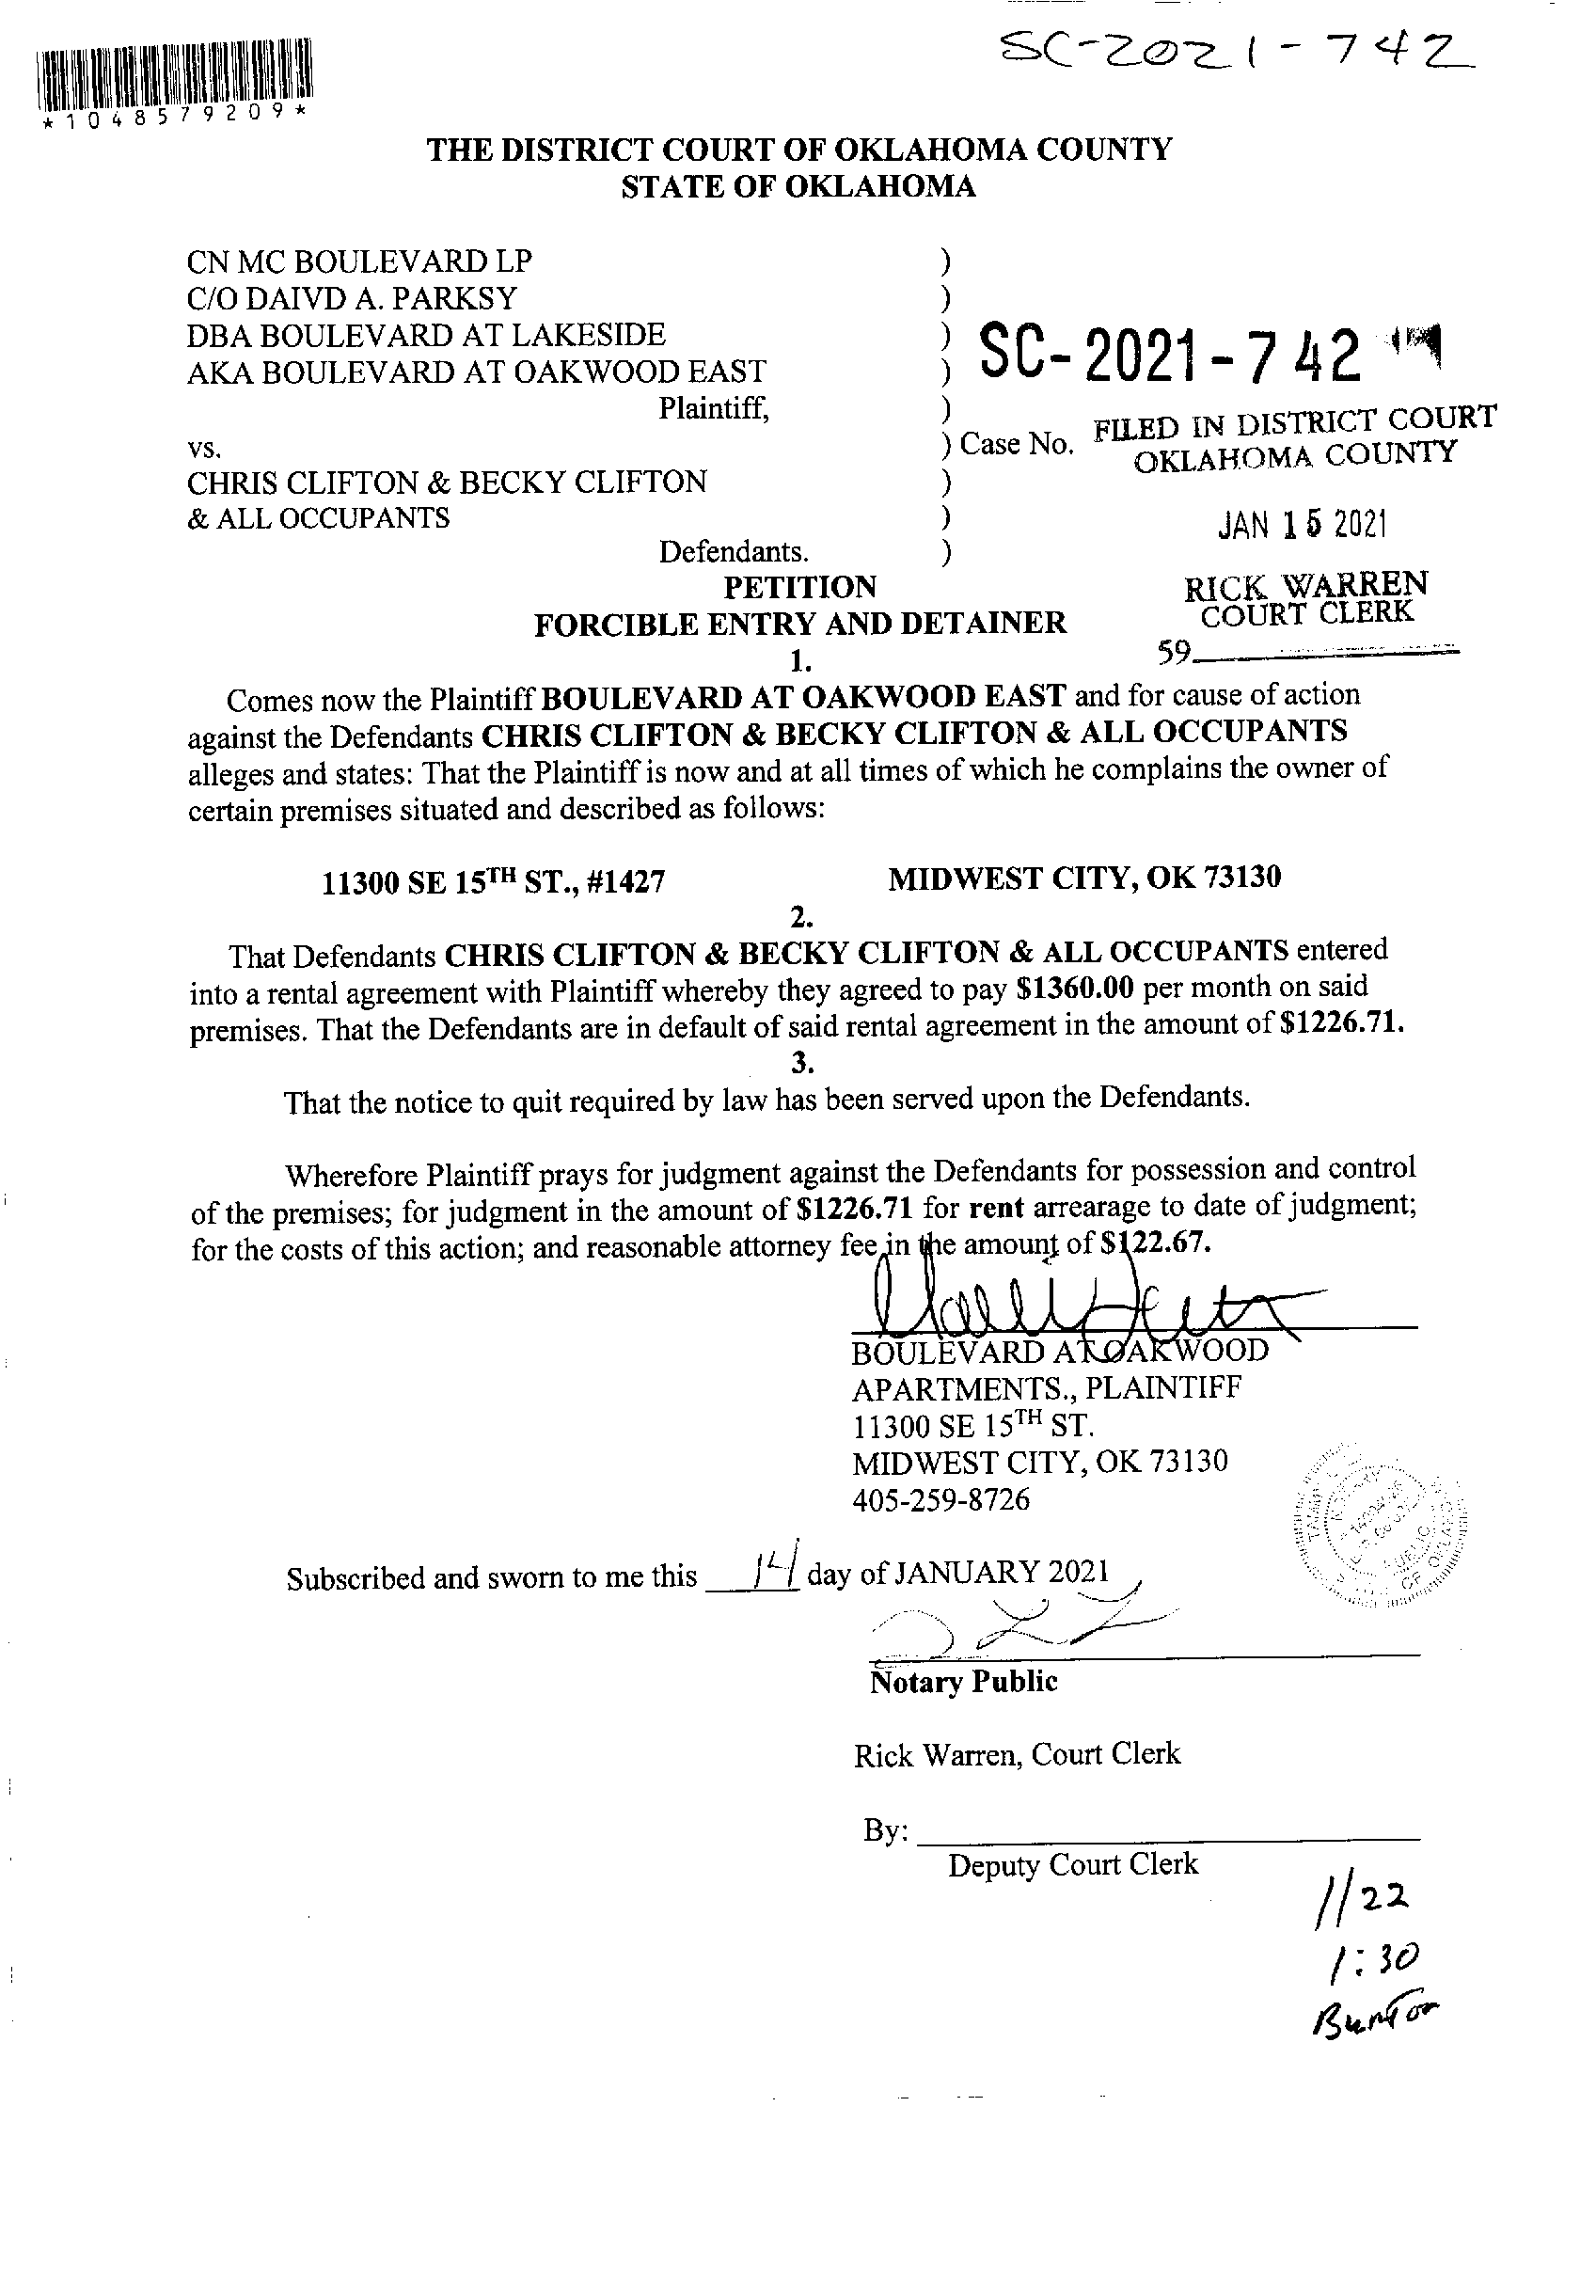 SC-2021-742
*1048579209*
THE DISTRICT COURT OF OKLAHOMA COUNTY
STATE OF OKLAHOMA
CN MC BOULEVARD LP )
C/O DAIVD A. PARKSY )
DBA BOULEVARD AT LAKESIDE )
AKA BOULEVARD AT OAKWOOD EAST )
SC-2021-742
Plaintiff, )
vs. ) Case No.
FILED IN DISTRICT COURT
OKLAHOMA COUNTY
CHRIS CLIFTON & BECKY CLIFTON )
& ALL OCCUPANTS )
JAN 15 2021
Defendants. )
PETITION
RICK WARREN
COURT CLERK
FORCIBLE ENTRY AND DETAINER
59
1.
Comes now the Plaintiff BOULEVARD AT OAKWOOD EAST and for cause of action
against the Defendants CHRIS CLIFTON & BECKY CLIFTON & ALL OCCUPANTS
alleges and states: That the Plaintiff is now and at all times of which he complains the owner of
certain premises situated and described as follows:
11300 SE 15TH ST., #1427 MIDWEST CITY, OK 73130
2.
That Defendants CHRIS CLIFTON & BECKY CLIFTON & ALL OCCUPANTS entered
into a rental agreement with Plaintiff whereby they agreed to pay $1360.00 per month on said
premises. That the Defendants are in default of said rental agreement in the amount of $1226.71.
3.
That the notice to quit required by law has been served upon the Defendants.
Wherefore Plaintiff prays for judgment against the Defendants for possession and control
of the premises; for judgment in the amount of $1226.71 for rent arrearage to date of judgment;
for the costs of this action; and reasonable attorney fee in the amount of $122.67.
BOULEVARD AT OAKWOOD
APARTMENTS., PLAINTIFF
11300 SE 15TH ST.
MIDWEST CITY, OK 73130
405-259-8726
Subscribed and sworn to me this 14 day of JANUARY 2021
Notary Public
Rick Warren, Court Clerk
By:
Deputy Court Clerk
1/22
1:30
Burton